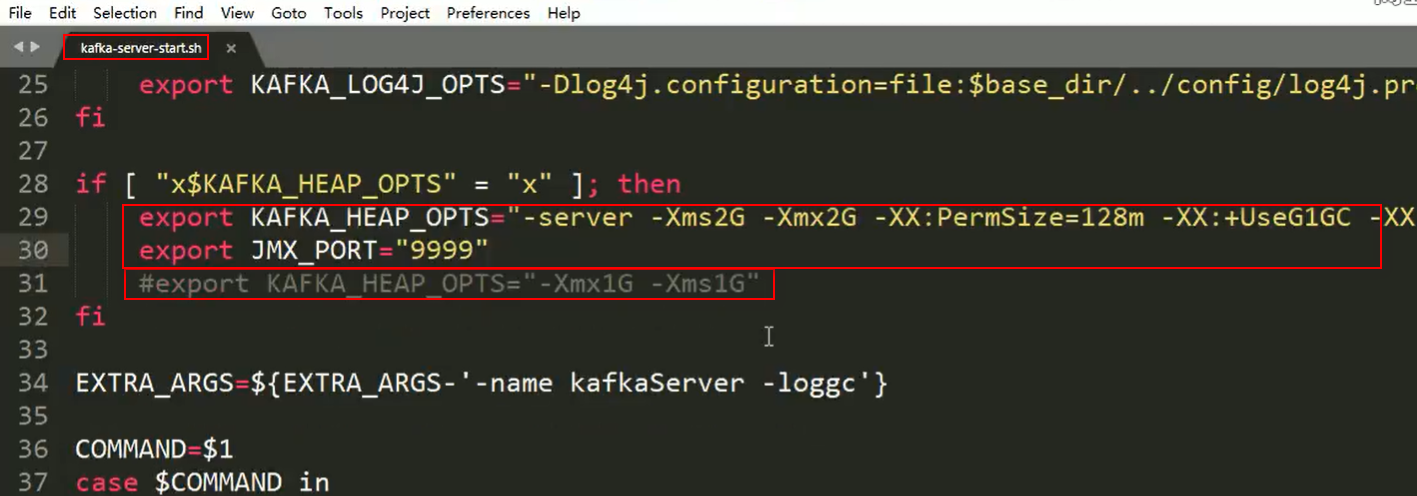 File Edit Selection Find View Goto Tools Project Preferences Help
kafka-server-start.sh ×
25 export KAFKA_LOG4J_OPTS="-Dlog4j.configuration=file:$base_dir/../config/log4j.pr
26 fi
27
28 if [ "x$KAFKA_HEAP_OPTS" = "x" ]; then
29 export KAFKA_HEAP_OPTS="-server -Xms2G -Xmx2G -XX:PermSize=128m -XX:+UseG1GC -XX
30 export JMX_PORT="9999"
31 #export KAFKA_HEAP_OPTS="-Xmx1G -Xms1G"
32 fi
33
34 EXTRA_ARGS=${EXTRA_ARGS-'-name kafkaServer -loggc'}
35
36 COMMAND=$1
37 case $COMMAND in